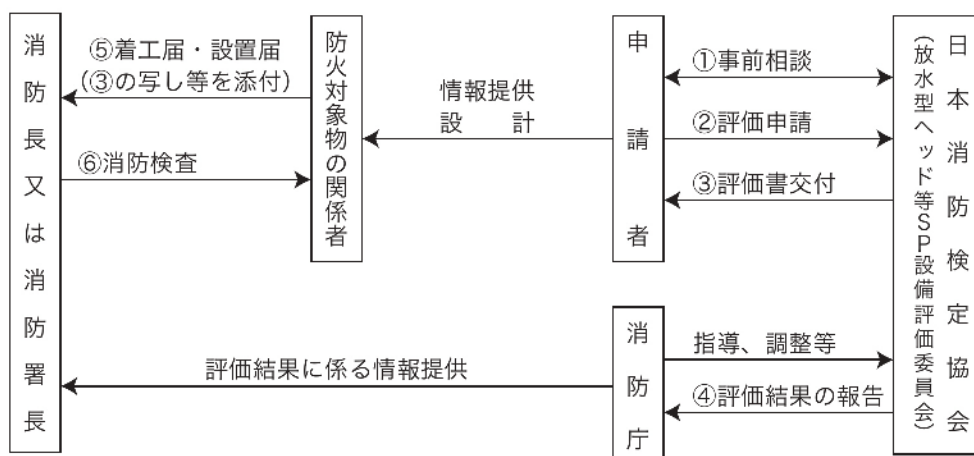 消防長又は消防署長
⑤着工届・設置届
（③の写し等を添付）
⑥消防検査
防火対象物の関係者
情報提供
設　　計
申請者
①事前相談
②評価申請
③評価書交付
日本消防検定協会
（放水型ヘッド等ＳＰ設備評価委員会）
評価結果に係る情報提供
消防庁
指導、調整等
④評価結果の報告